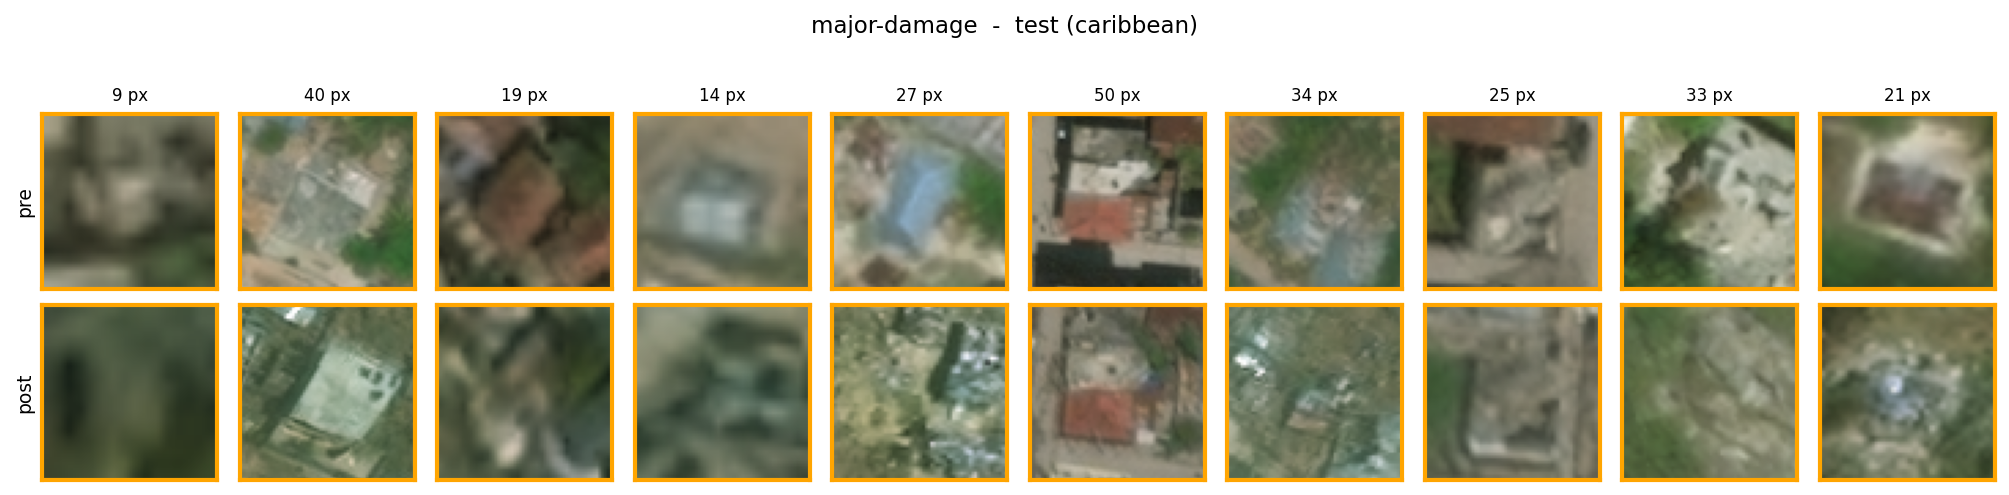 major-damage - test (caribbean)
9 px 40 px 19 px 14 px 27 px 50 px 34 px 25 px 33 px 21 px
pre
post